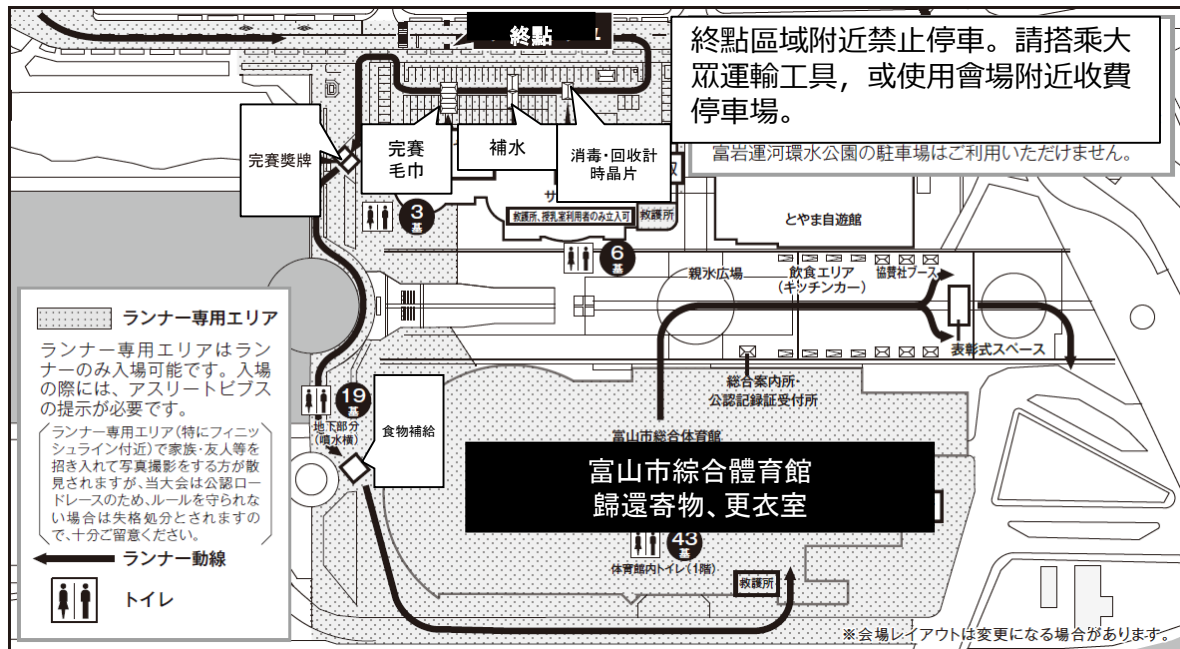 終點
終點區域附近禁止停車。請搭乘大
眾運輸工具，或使用會場附近收費
停車場。
富岩運河環水公園の駐車場はご利用いただけません。
完賽獎牌
完賽
毛巾
補水
消毒·回收計
時晶片
救護所、授乳室利用者のみ立入可
救護所
3
基
6
基
とやま自遊館
親水広場
飲食エリア
(キッチンカー)
協賛社ブース
表彰式スペース
総合案内所・
公認記録証受付所
ランナー専用エリア
ランナー専用エリアはラン
ナーのみ入場可能です。入場
の際には、アスリートビブス
の提示が必要です。
ランナー専用エリア(特にフィニッ
シュライン付近)で家族・友人等を
招き入れて写真撮影をする方が散
見されますが、当大会は公認ロー
ドレースのため、ルールを守られな
い場合は失格処分とされますの
で、十分ご留意ください。
ランナー動線
トイレ
19
基
地下部分
(噴水横)
食物補給
富山市総合体育館
富山市綜合體育館
歸還寄物、更衣室
43
基
体育館内トイレ(1階)
救護所
※会場レイアウトは変更になる場合があります。